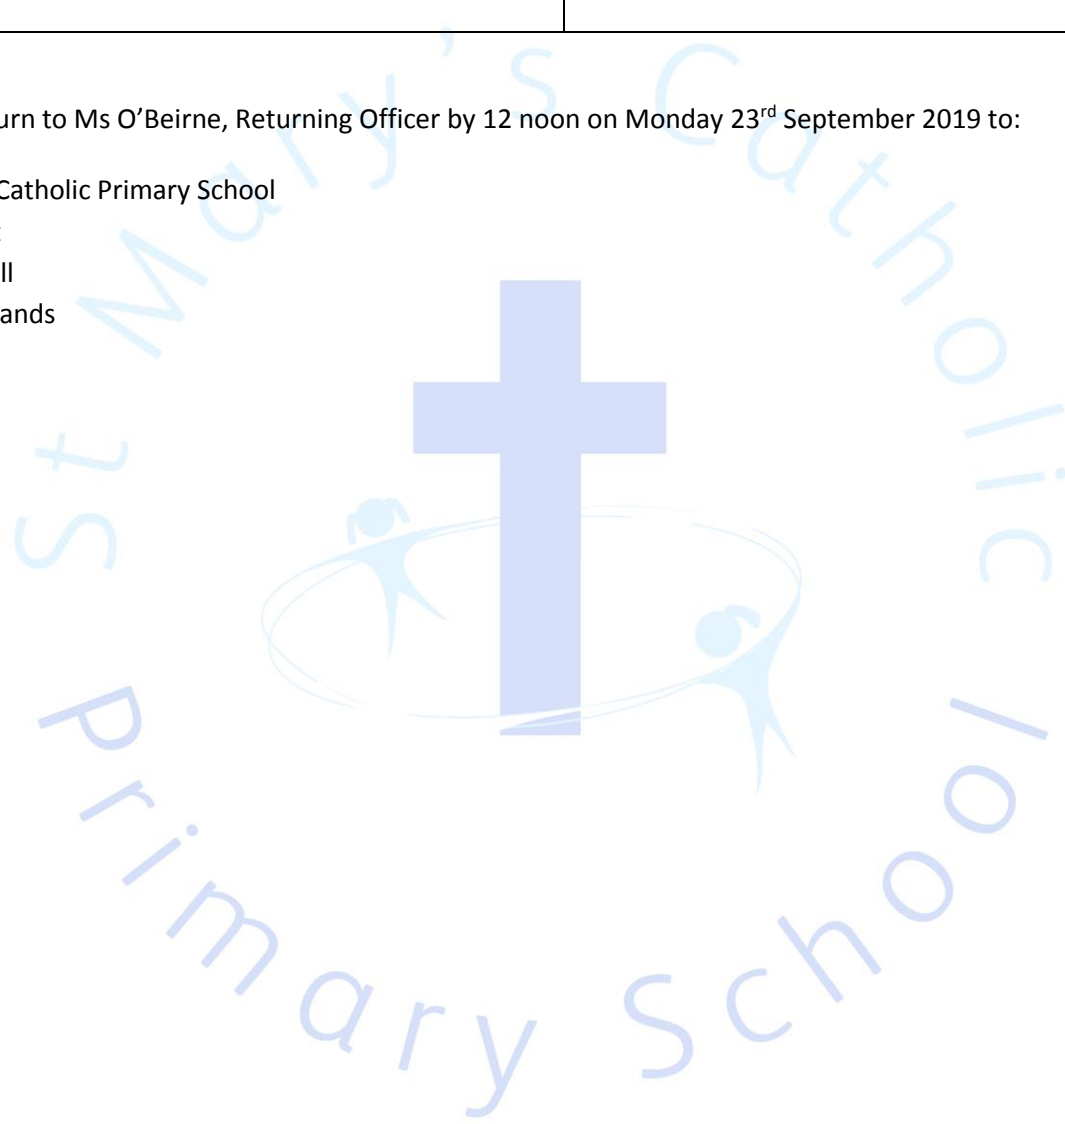 urn to Ms O’Beirne, Returning Officer by 12 noon on Monday 23rd September 2019 to:
Catholic Primary School
ll
ands
St Mary’s Catholic
Primary School